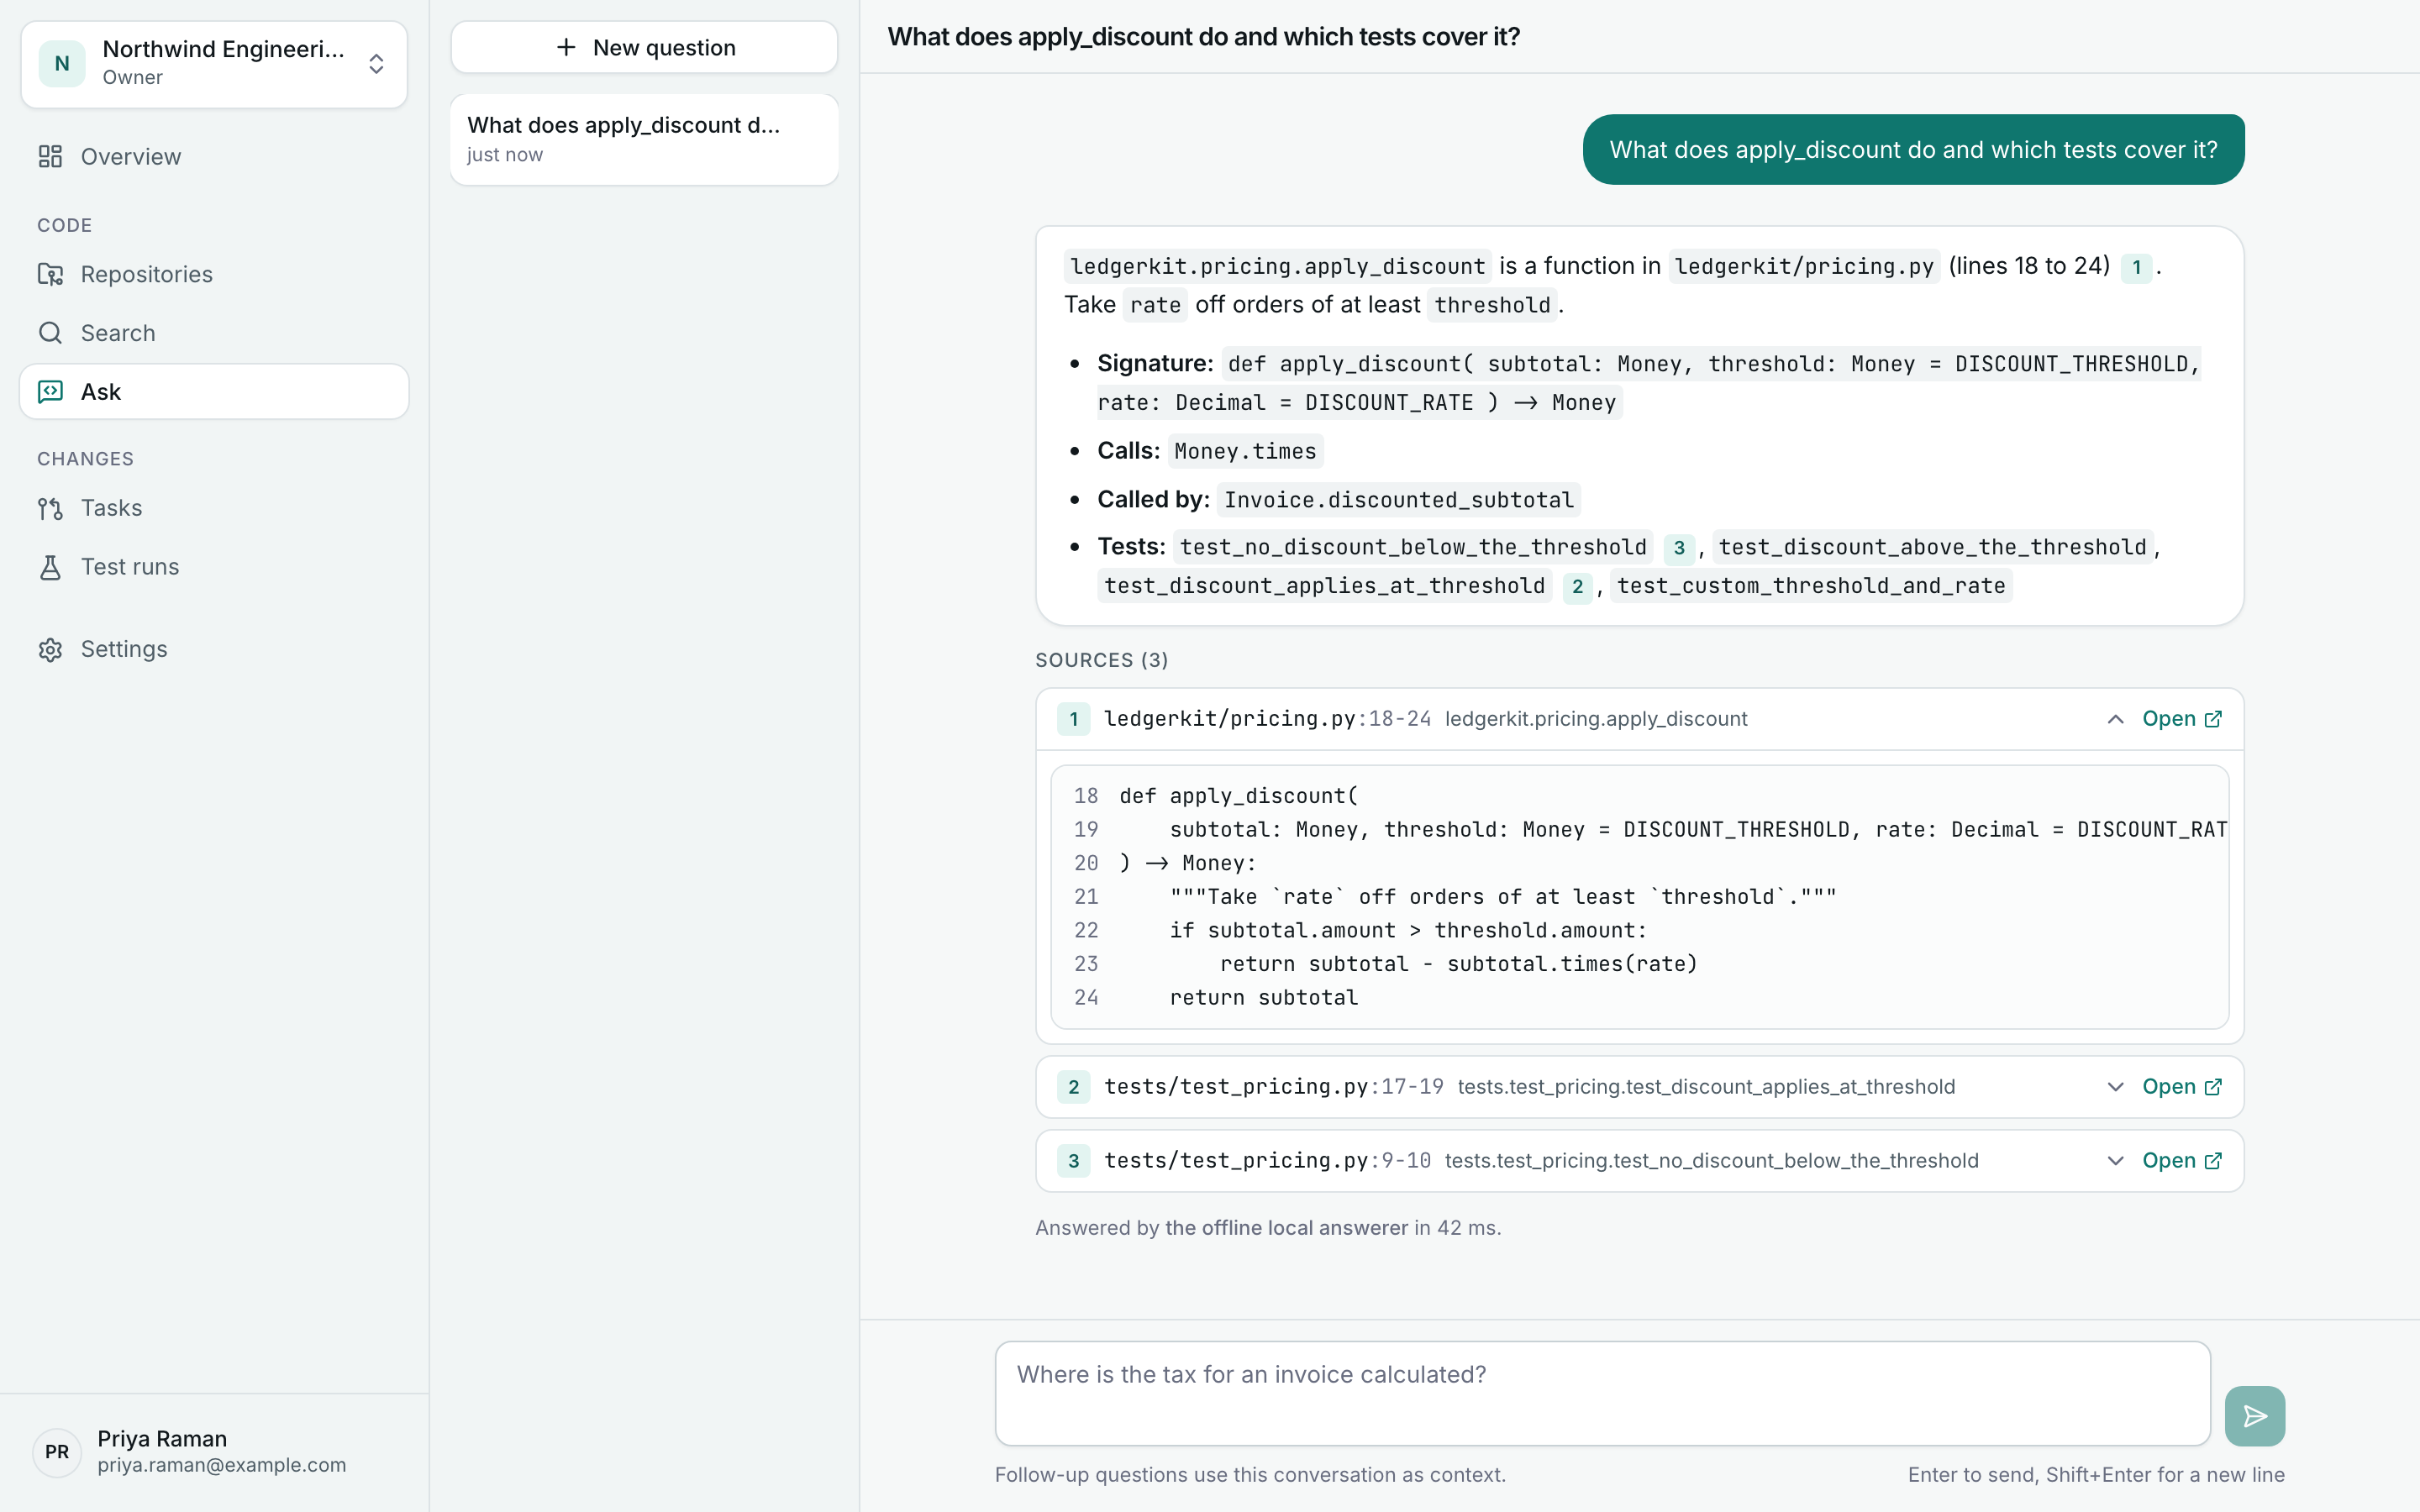 N
Northwind Engineeri...
Owner
Overview
CODE
Repositories
Search
Ask
CHANGES
Tasks
Test runs
Settings
PR
Priya Raman
priya.raman@example.com
New question
What does apply_discount d...
just now
What does apply_discount do and which tests cover it?
What does apply_discount do and which tests cover it?
ledgerkit.pricing.apply_discount is a function in ledgerkit/pricing.py (lines 18 to 24) 1 .
Take rate off orders of at least threshold.
• Signature: def apply_discount( subtotal: Money, threshold: Money = DISCOUNT_THRESHOLD,
rate: Decimal = DISCOUNT_RATE ) -> Money
• Calls: Money.times
• Called by: Invoice.discounted_subtotal
• Tests: test_no_discount_below_the_threshold 3 , test_discount_above_the_threshold,
test_discount_applies_at_threshold 2 , test_custom_threshold_and_rate
SOURCES (3)
1 ledgerkit/pricing.py:18-24 ledgerkit.pricing.apply_discount Open
18 def apply_discount(
19     subtotal: Money, threshold: Money = DISCOUNT_THRESHOLD, rate: Decimal = DISCOUNT_RAT
20 ) -> Money:
21     """Take `rate` off orders of at least `threshold`."""
22     if subtotal.amount > threshold.amount:
23         return subtotal - subtotal.times(rate)
24     return subtotal
2 tests/test_pricing.py:17-19 tests.test_pricing.test_discount_applies_at_threshold Open
3 tests/test_pricing.py:9-10 tests.test_pricing.test_no_discount_below_the_threshold Open
Answered by the offline local answerer in 42 ms.
Where is the tax for an invoice calculated?
Follow-up questions use this conversation as context.
Enter to send, Shift+Enter for a new line